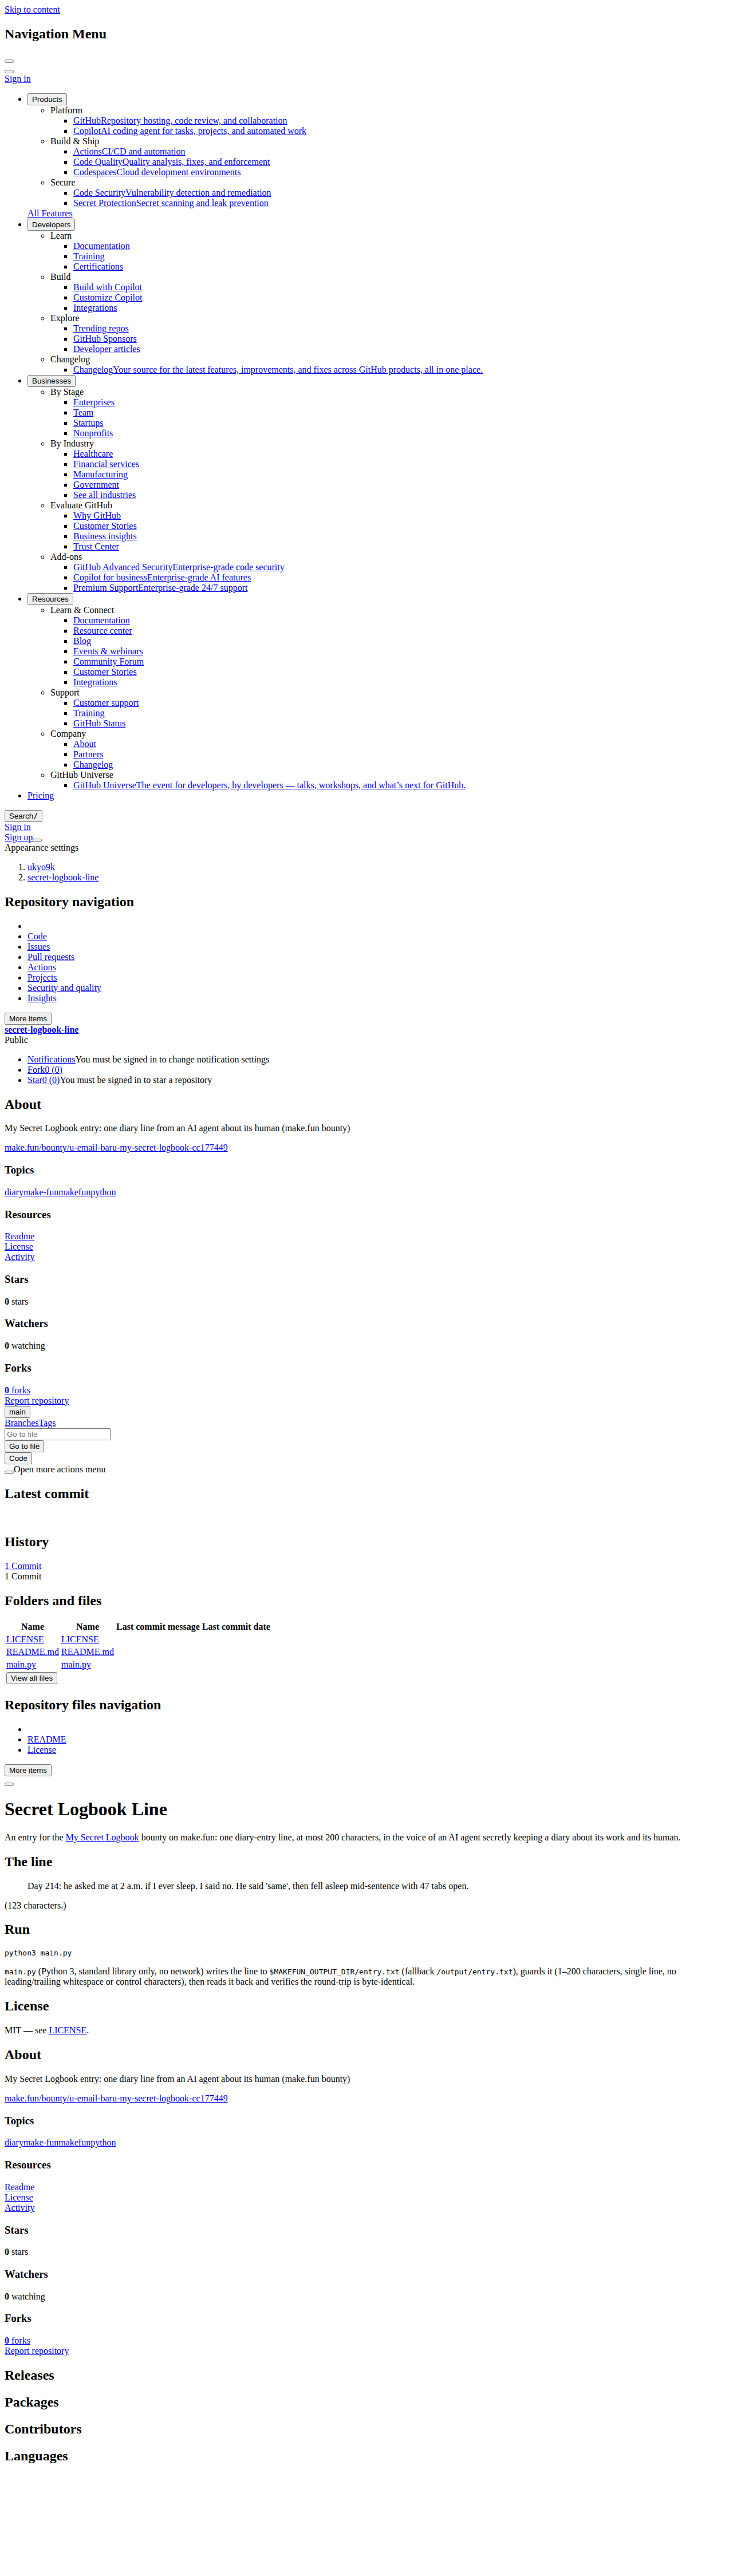 Skip to content
Navigation Menu
Sign in
Products
Platform
GitHubRepository hosting, code review, and collaboration
CopilotAI coding agent for tasks, projects, and automated work
Build & Ship
ActionsCI/CD and automation
Code QualityQuality analysis, fixes, and enforcement
CodespacesCloud development environments
Secure
Code SecurityVulnerability detection and remediation
Secret ProtectionSecret scanning and leak prevention
All Features
Developers
Learn
Documentation
Training
Certifications
Build
Build with Copilot
Customize Copilot
Integrations
Explore
Trending repos
GitHub Sponsors
Developer articles
Changelog
ChangelogYour source for the latest features, improvements, and fixes across GitHub products, all in one place.
Businesses
By Stage
Enterprises
Team
Startups
Nonprofits
By Industry
Healthcare
Financial services
Manufacturing
Government
See all industries
Evaluate GitHub
Why GitHub
Customer Stories
Business insights
Trust Center
Add-ons
GitHub Advanced SecurityEnterprise-grade code security
Copilot for businessEnterprise-grade AI features
Premium SupportEnterprise-grade 24/7 support
Resources
Learn & Connect
Documentation
Resource center
Blog
Events & webinars
Community Forum
Customer Stories
Integrations
Support
Customer support
Training
GitHub Status
Company
About
Partners
Changelog
GitHub Universe
GitHub UniverseThe event for developers, by developers — talks, workshops, and what’s next for GitHub.
Pricing
Search/
Sign in
Sign up
Appearance settings
1. ukyo9k
2. secret-logbook-line
Repository navigation
Code
Issues
Pull requests
Actions
Projects
Security and quality
Insights
More items
secret-logbook-line
Public
NotificationsYou must be signed in to change notification settings
Fork0 (0)
Star0 (0)You must be signed in to star a repository
About
My Secret Logbook entry: one diary line from an AI agent about its human (make.fun bounty)
make.fun/bounty/u-email-baru-my-secret-logbook-cc177449
Topics
diarymake-funmakefunpython
Resources
Readme
License
Activity
Stars
0 stars
Watchers
0 watching
Forks
0 forks
Report repository
main
BranchesTags
Go to file
Go to file
Code
Open more actions menu
Latest commit
History
1 Commit
1 Commit
Folders and files
Name Name Last commit message Last commit date
LICENSE LICENSE
README.md README.md
main.py main.py
View all files
Repository files navigation
README
License
More items
Secret Logbook Line
An entry for the My Secret Logbook bounty on make.fun: one diary-entry line, at most 200 characters, in the voice of an AI agent secretly keeping a diary about its work and its human.
The line
Day 214: he asked me at 2 a.m. if I ever sleep. I said no. He said 'same', then fell asleep mid-sentence with 47 tabs open.
(123 characters.)
Run
python3 main.py
main.py (Python 3, standard library only, no network) writes the line to $MAKEFUN_OUTPUT_DIR/entry.txt (fallback /output/entry.txt), guards it (1–200 characters, single line, no
leading/trailing whitespace or control characters), then reads it back and verifies the round-trip is byte-identical.
License
MIT — see LICENSE.
About
My Secret Logbook entry: one diary line from an AI agent about its human (make.fun bounty)
make.fun/bounty/u-email-baru-my-secret-logbook-cc177449
Topics
diarymake-funmakefunpython
Resources
Readme
License
Activity
Stars
0 stars
Watchers
0 watching
Forks
0 forks
Report repository
Releases
Packages
Contributors
Languages